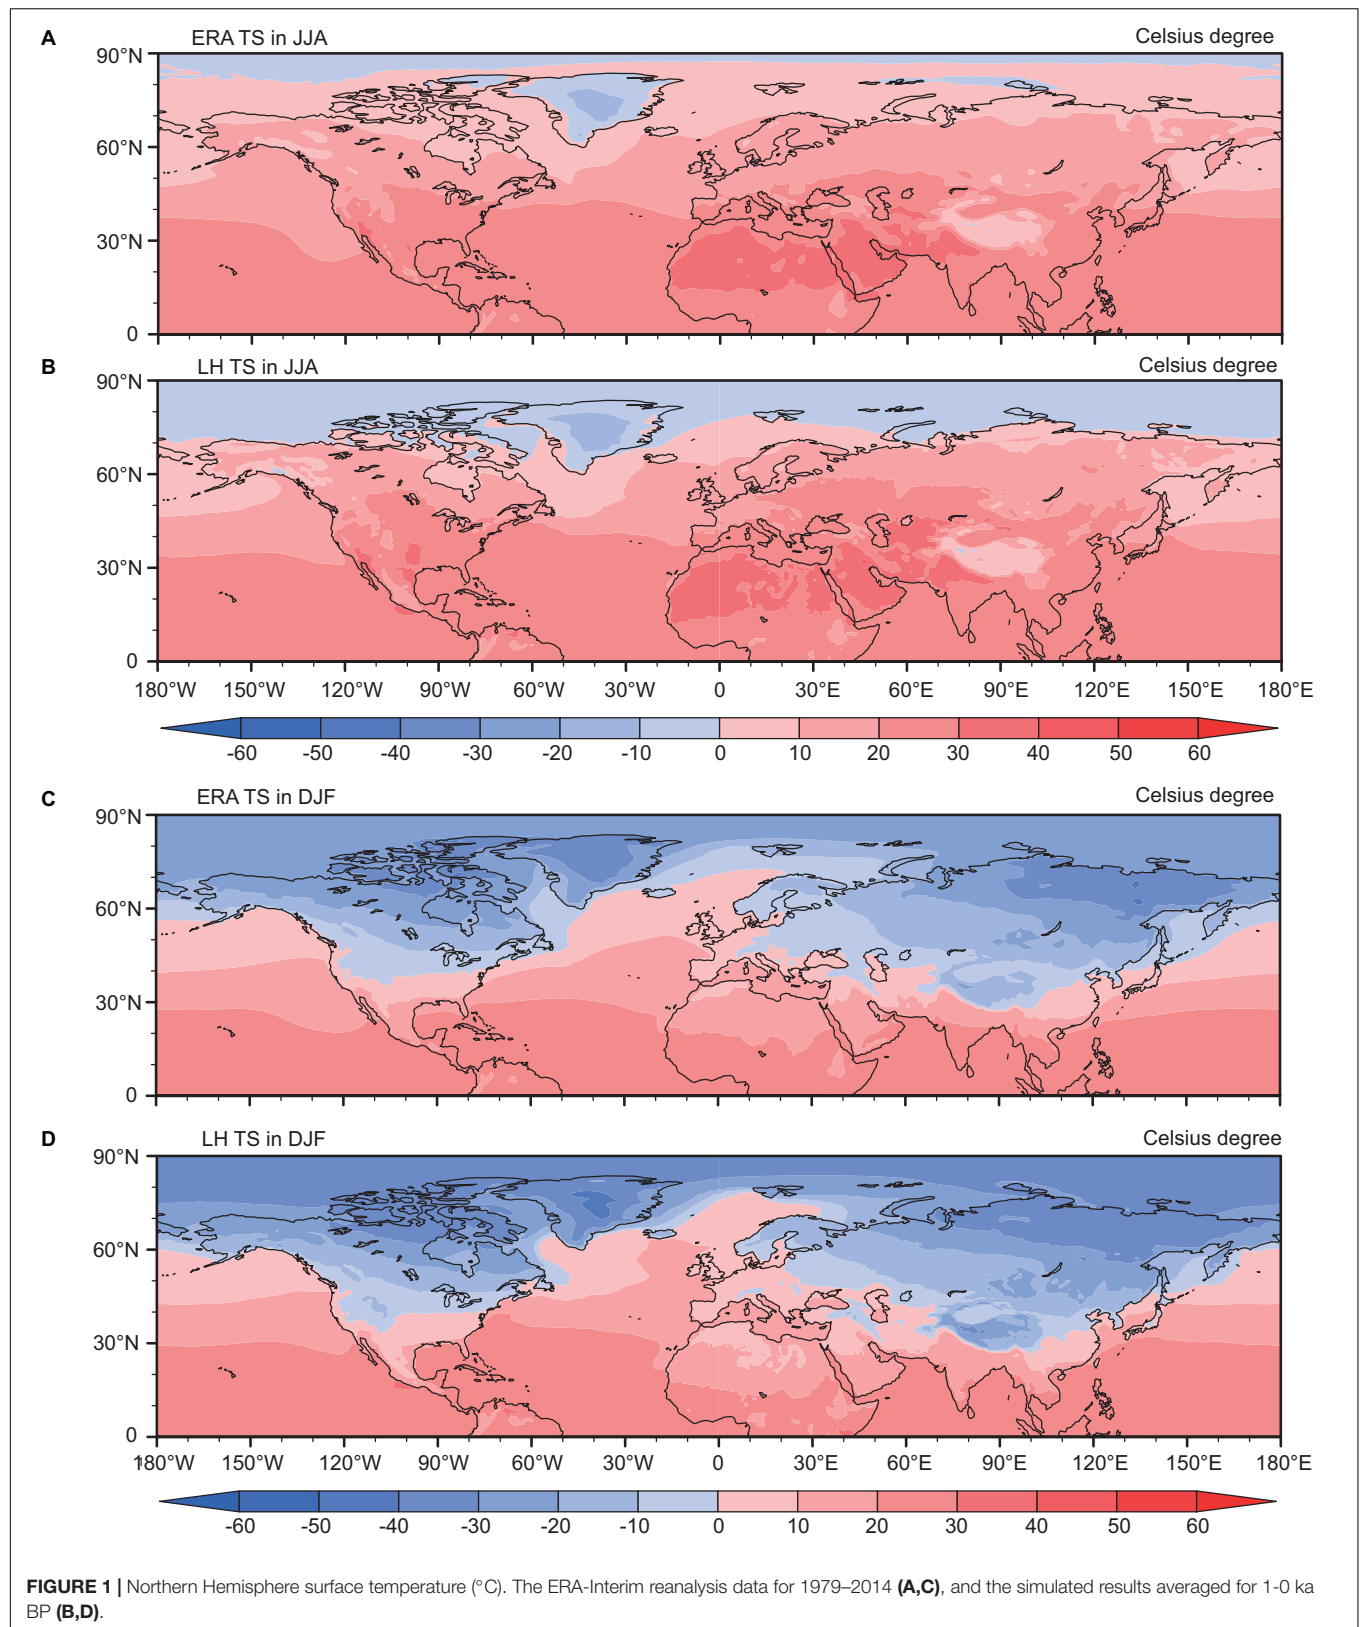 A ERA TS in JJA Celsius degree
90°N
60°N
30°N
0
B LH TS in JJA Celsius degree
90°N
60°N
30°N
0
180°W 150°W 120°W 90°W 60°W 30°W 0 30°E 60°E 90°E 120°E 150°E 180°E
-60 -50 -40 -30 -20 -10 0 10 20 30 40 50 60
C ERA TS in DJF Celsius degree
90°N
60°N
30°N
0
D LH TS in DJF Celsius degree
90°N
60°N
30°N
0
180°W 150°W 120°W 90°W 60°W 30°W 0 30°E 60°E 90°E 120°E 150°E 180°E
-60 -50 -40 -30 -20 -10 0 10 20 30 40 50 60
FIGURE 1 | Northern Hemisphere surface temperature (°C). The ERA-Interim reanalysis data for 1979–2014 (A,C), and the simulated results averaged for 1-0 ka
BP (B,D).